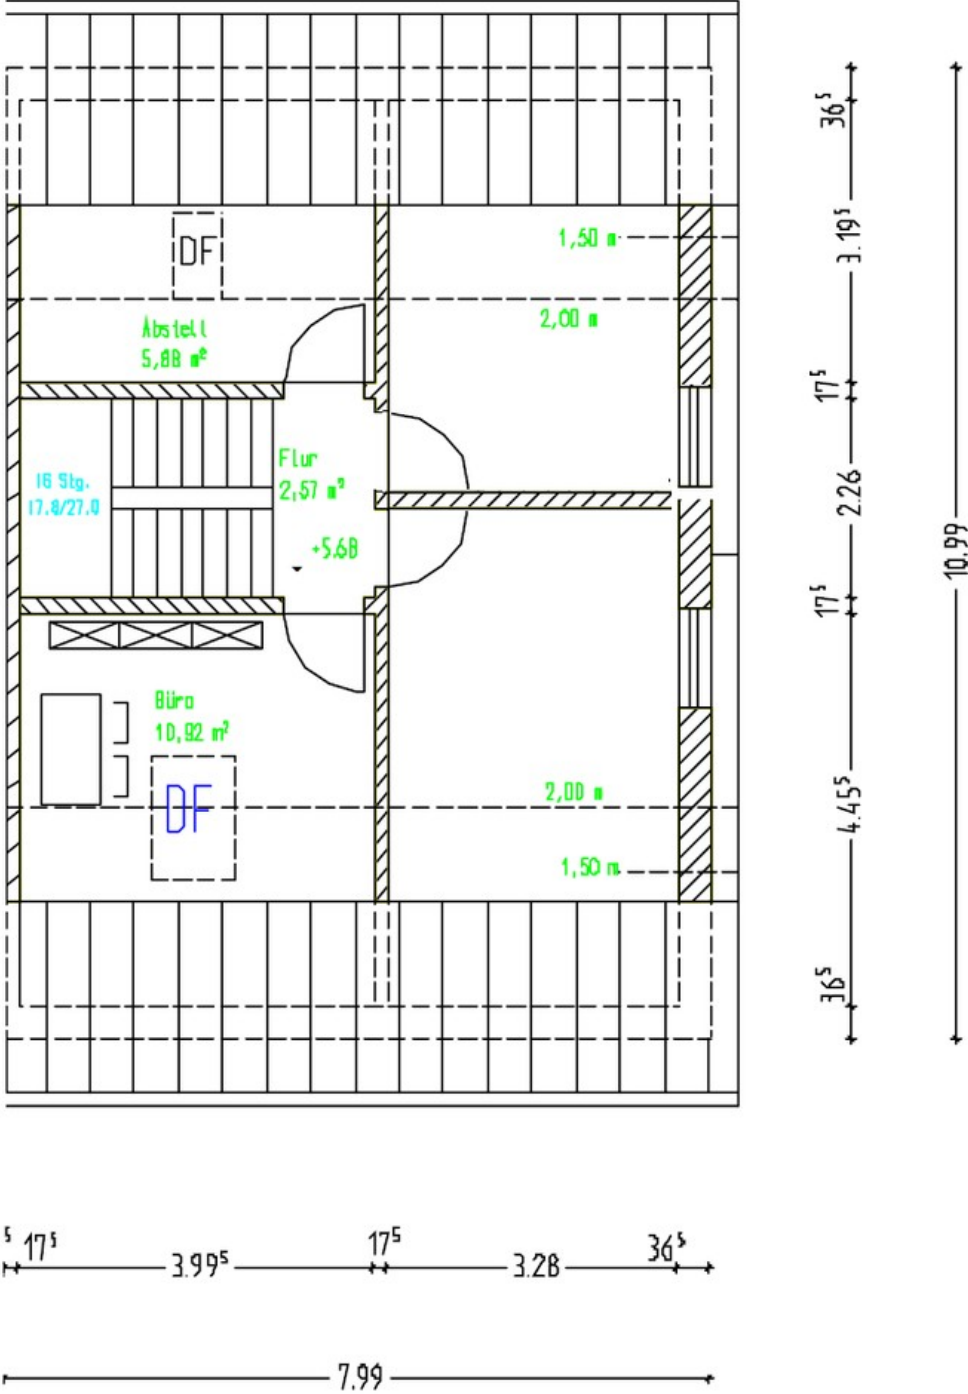 36⁵
DF
1,50 m
3.19⁵
2,00 m
Abstell
5,88 m²
17⁵
Flur
16 Stg.
2,57 m²
17.8/27.0
2.26
+5.68
10.99
17⁵
Büro
10,92 m²
DF
2,00 m
4.45⁵
1,50 m
36⁵
⁵ 17⁵ 17⁵ 36⁵
3.99⁵ 3.28
7.99